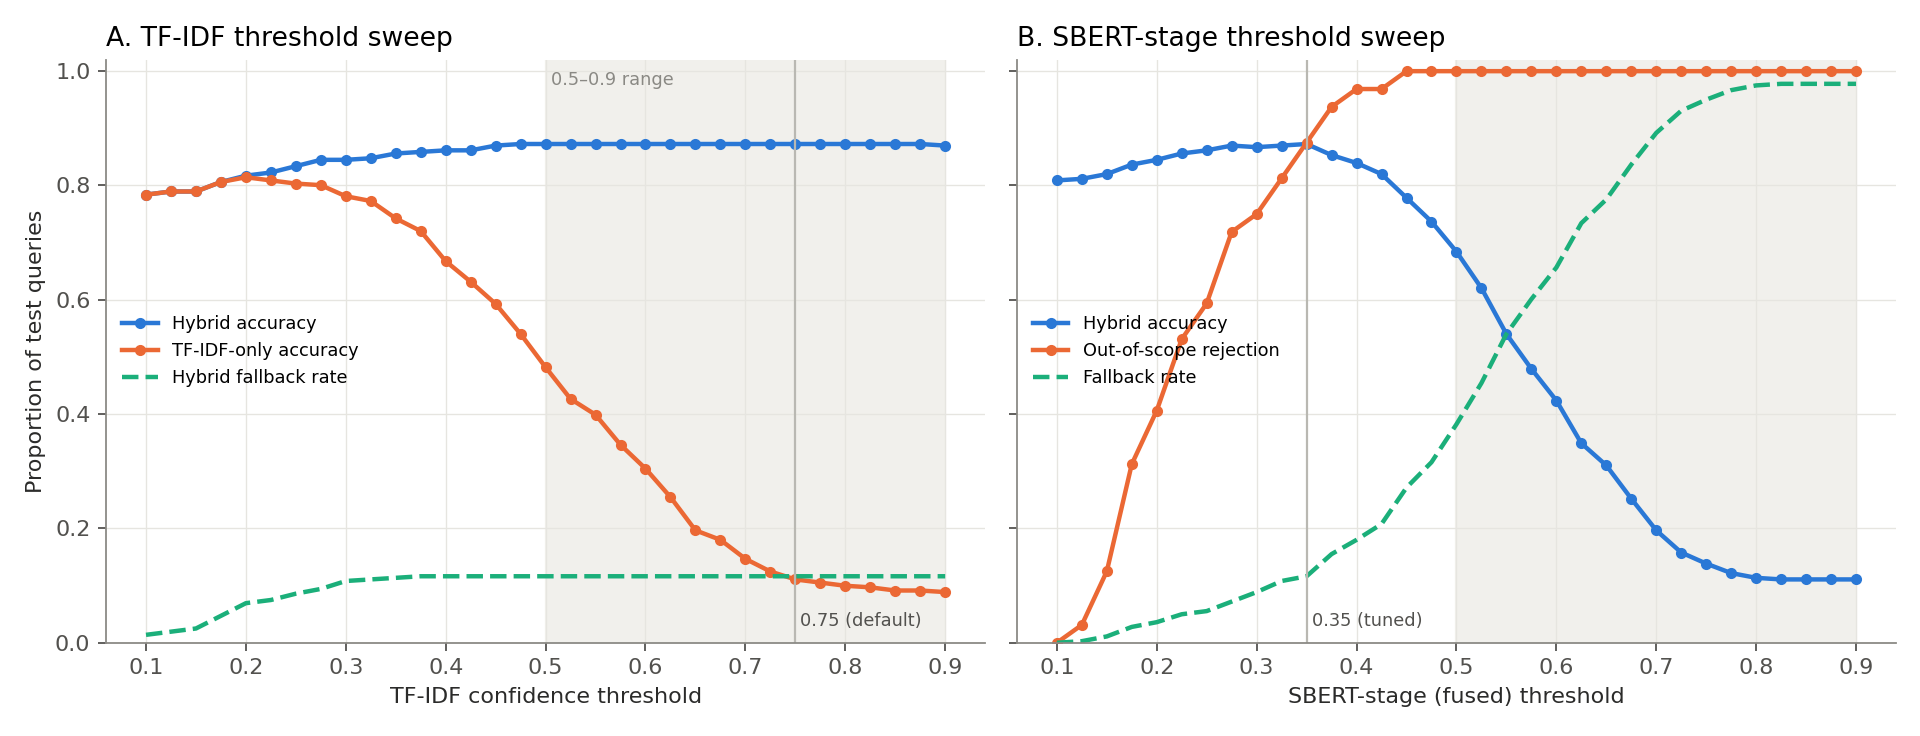 A. TF-IDF threshold sweep
0.5–0.9 range
1.0
0.8
0.6
0.4
0.2
0.0
Proportion of test queries
Hybrid accuracy
TF-IDF-only accuracy
Hybrid fallback rate
0.75 (default)
0.1 0.2 0.3 0.4 0.5 0.6 0.7 0.8 0.9
TF-IDF confidence threshold
B. SBERT-stage threshold sweep
Hybrid accuracy
Out-of-scope rejection
Fallback rate
0.35 (tuned)
0.1 0.2 0.3 0.4 0.5 0.6 0.7 0.8 0.9
SBERT-stage (fused) threshold